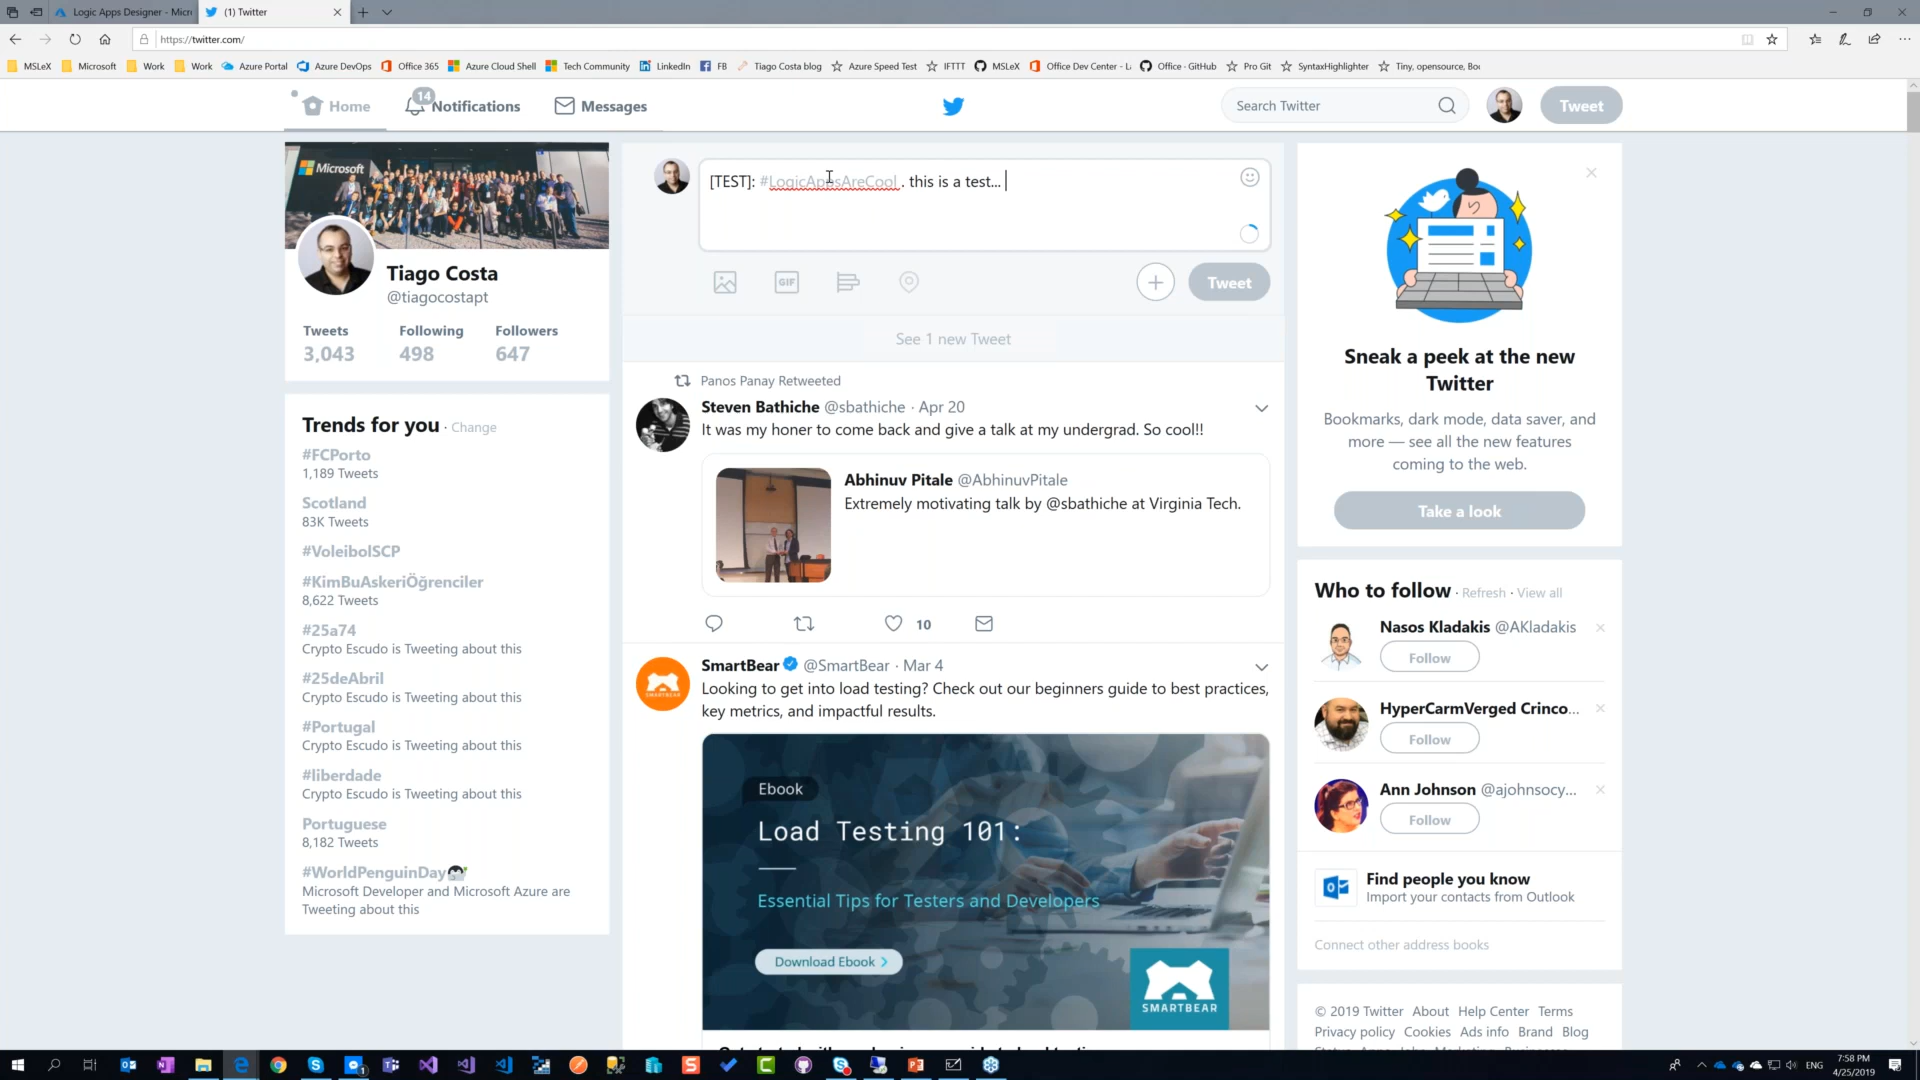 Logic Apps Designer - Micr
(1) Twitter
https://twitter.com/
MSLeX
Microsoft
Work
Work
Azure Portal
Azure DevOps
Office 365
Azure Cloud Shell
Tech Community
LinkedIn
FB
Tiago Costa blog
Azure Speed Test
IFTTT
MSLeX
Office Dev Center - L
Office · GitHub
Pro Git
SyntaxHighlighter
Tiny, opensource, Boo
Home
14
Notifications
Messages
Search Twitter
Tweet
Microsoft
Tiago Costa
@tiagocostapt
Tweets Following Followers
3,043 498 647
Trends for you · Change
#FCPorto
1,189 Tweets
Scotland
83K Tweets
#VoleibolSCP
#KimBuAskeriÖğrenciler
8,622 Tweets
#25a74
Crypto Escudo is Tweeting about this
#25deAbril
Crypto Escudo is Tweeting about this
#Portugal
Crypto Escudo is Tweeting about this
#liberdade
Crypto Escudo is Tweeting about this
Portuguese
8,182 Tweets
#WorldPenguinDay
Microsoft Developer and Microsoft Azure are
Tweeting about this
[TEST]: #LogicAppsAreCool . this is a test...
GIF
Tweet
See 1 new Tweet
Panos Panay Retweeted
Steven Bathiche @sbathiche · Apr 20
It was my honer to come back and give a talk at my undergrad. So cool!!
Abhinuv Pitale @AbhinuvPitale
Extremely motivating talk by @sbathiche at Virginia Tech.
10
SmartBear @SmartBear · Mar 4
Looking to get into load testing? Check out our beginners guide to best practices,
key metrics, and impactful results.
Ebook
Load Testing 101:
Essential Tips for Testers and Developers
Download Ebook >
SMARTBEAR
Sneak a peek at the new
Twitter
Bookmarks, dark mode, data saver, and
more — see all the new features
coming to the web.
Take a look
Who to follow · Refresh · View all
Nasos Kladakis @AKladakis
Follow
HyperCarmVerged Crinco...
Follow
Ann Johnson @ajohnsocy...
Follow
Find people you know
Import your contacts from Outlook
Connect other address books
© 2019 Twitter About Help Center Terms
Privacy policy Cookies Ads info Brand Blog
ENG
7:58 PM
4/25/2019